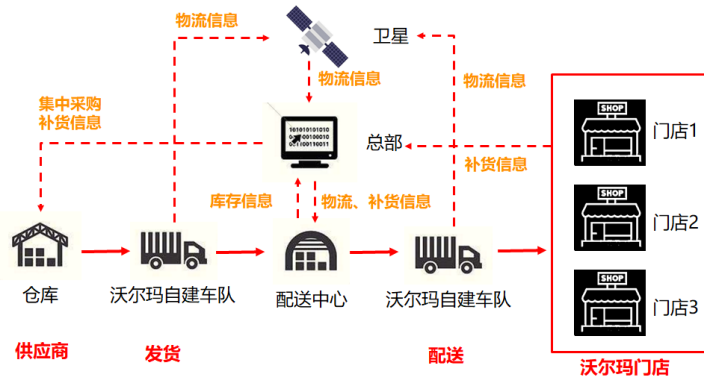 物流信息
卫星
物流信息
物流信息
集中采购
补货信息
101010101010
010100100010
001100110011
总部
补货信息
库存信息
物流、补货信息
SHOP
门店1
SHOP
门店2
SHOP
门店3
仓库
沃尔玛自建车队
配送中心
沃尔玛自建车队
供应商
发货
配送
沃尔玛门店